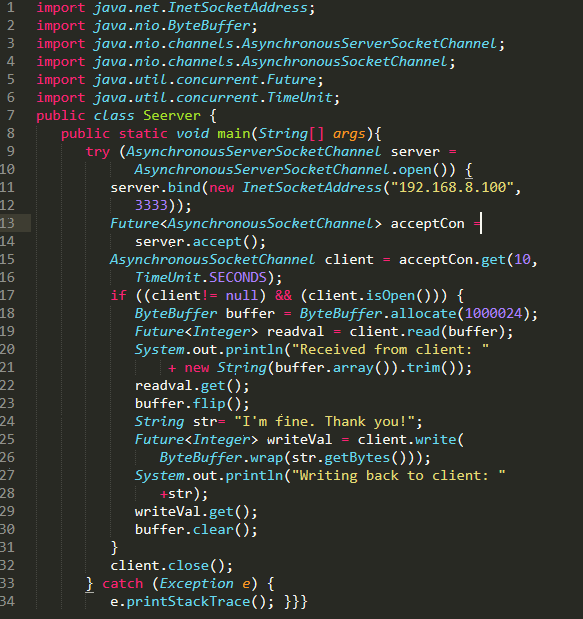 1 import java.net.InetSocketAddress;
2 import java.nio.ByteBuffer;
3 import java.nio.channels.AsynchronousServerSocketChannel;
4 import java.nio.channels.AsynchronousSocketChannel;
5 import java.util.concurrent.Future;
6 import java.util.concurrent.TimeUnit;
7 public class Seerver {
8 public static void main(String[] args){
9 try (AsynchronousServerSocketChannel server =
10 AsynchronousServerSocketChannel.open()) {
11 server.bind(new InetSocketAddress("192.168.8.100",
12 3333));
13 Future<AsynchronousSocketChannel> acceptCon =
14 server.accept();
15 AsynchronousSocketChannel client = acceptCon.get(10,
16 TimeUnit.SECONDS);
17 if ((client!= null) && (client.isOpen())) {
18 ByteBuffer buffer = ByteBuffer.allocate(1000024);
19 Future<Integer> readval = client.read(buffer);
20 System.out.println("Received from client: "
21 + new String(buffer.array()).trim());
22 readval.get();
23 buffer.flip();
24 String str= "I'm fine. Thank you!";
25 Future<Integer> writeVal = client.write(
26 ByteBuffer.wrap(str.getBytes()));
27 System.out.println("Writing back to client: "
28 +str);
29 writeVal.get();
30 buffer.clear();
31 }
32 client.close();
33 } catch (Exception e) {
34 e.printStackTrace(); }}}